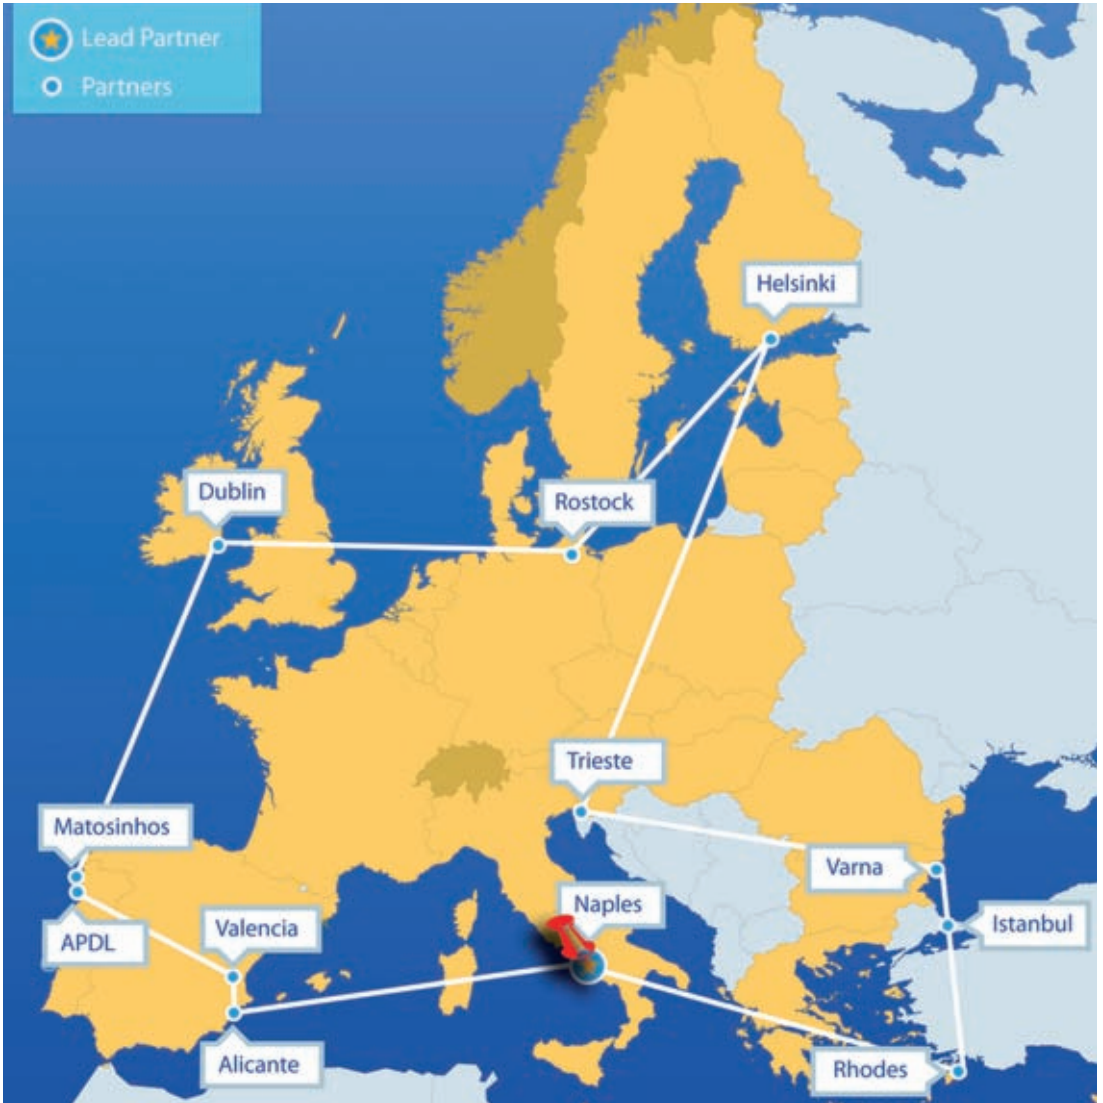 Lead Partner
Partners
Helsinki
Dublin
Rostock
Trieste
Matosinhos
Varna
Naples
Valencia
Istanbul
APDL
Alicante
Rhodes